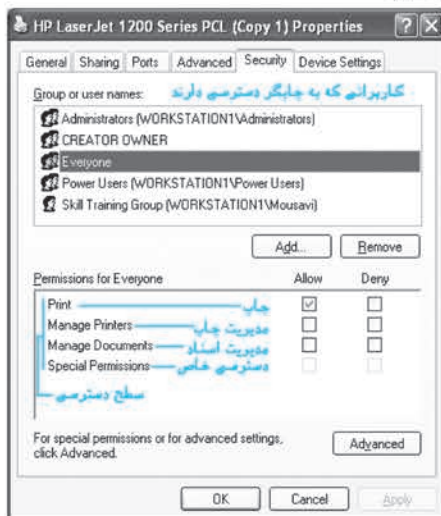 HP LaserJet 1200 Series PCL (Copy 1) Properties
General Sharing Ports Advanced Security Device Settings
Group or user names: کاربرانی که به چاپگر دسترسی دارند
Administrators (WORKSTATION1\Administrators)
CREATOR OWNER
Everyone
Power Users (WORKSTATION1\Power Users)
Skill Training Group (WORKSTATION1\Mousavi)
Add... Remove
Permissions for Everyone Allow Deny
Print چاپ
Manage Printers مدیریت چاپ
Manage Documents مدیریت اسناد
Special Permissions دسترسی خاص
سطح دسترسی
For special permissions or for advanced settings,
click Advanced.
Advanced
OK Cancel Apply